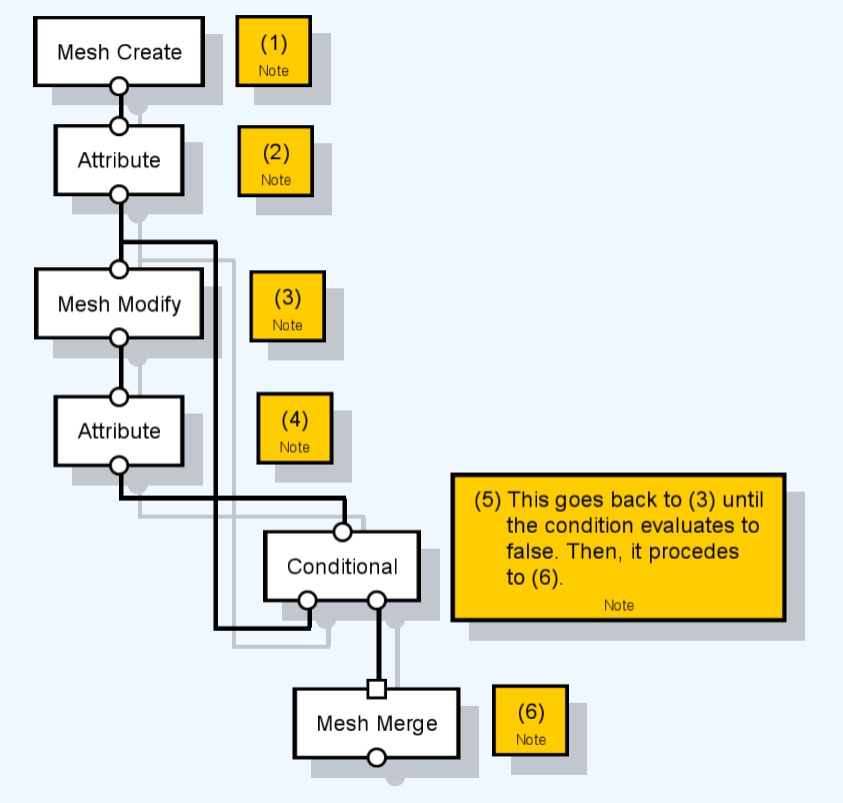 Mesh Create
(1)
Note
Attribute
(2)
Note
Mesh Modify
(3)
Note
Attribute
(4)
Note
(5) This goes back to (3) until
the condition evaluates to
false. Then, it procedes
to (6).
Note
Conditional
Mesh Merge
(6)
Note